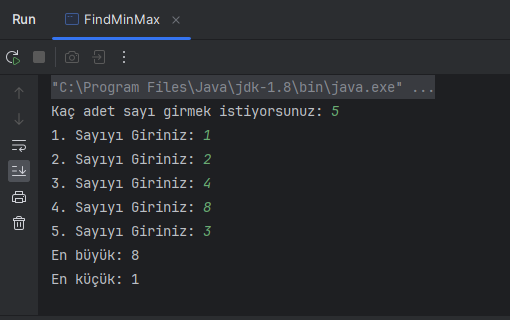 Run FindMinMax
"C:\Program Files\Java\jdk-1.8\bin\java.exe" ...
Kaç adet sayı girmek istiyorsunuz: 5
1. Sayıyı Giriniz: 1
2. Sayıyı Giriniz: 2
3. Sayıyı Giriniz: 4
4. Sayıyı Giriniz: 8
5. Sayıyı Giriniz: 3
En büyük: 8
En küçük: 1